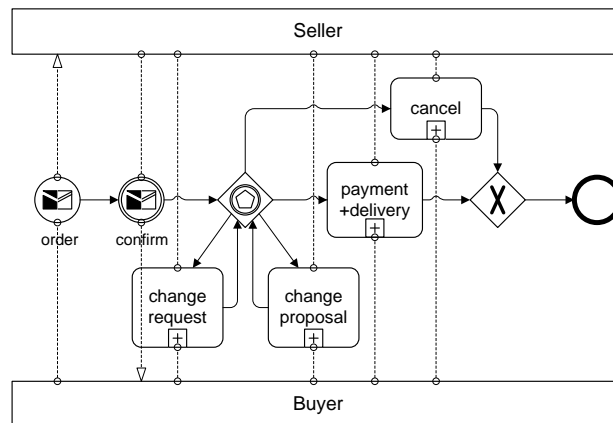 Seller
cancel
payment
+delivery
order
confirm
change
request
change
proposal
Buyer